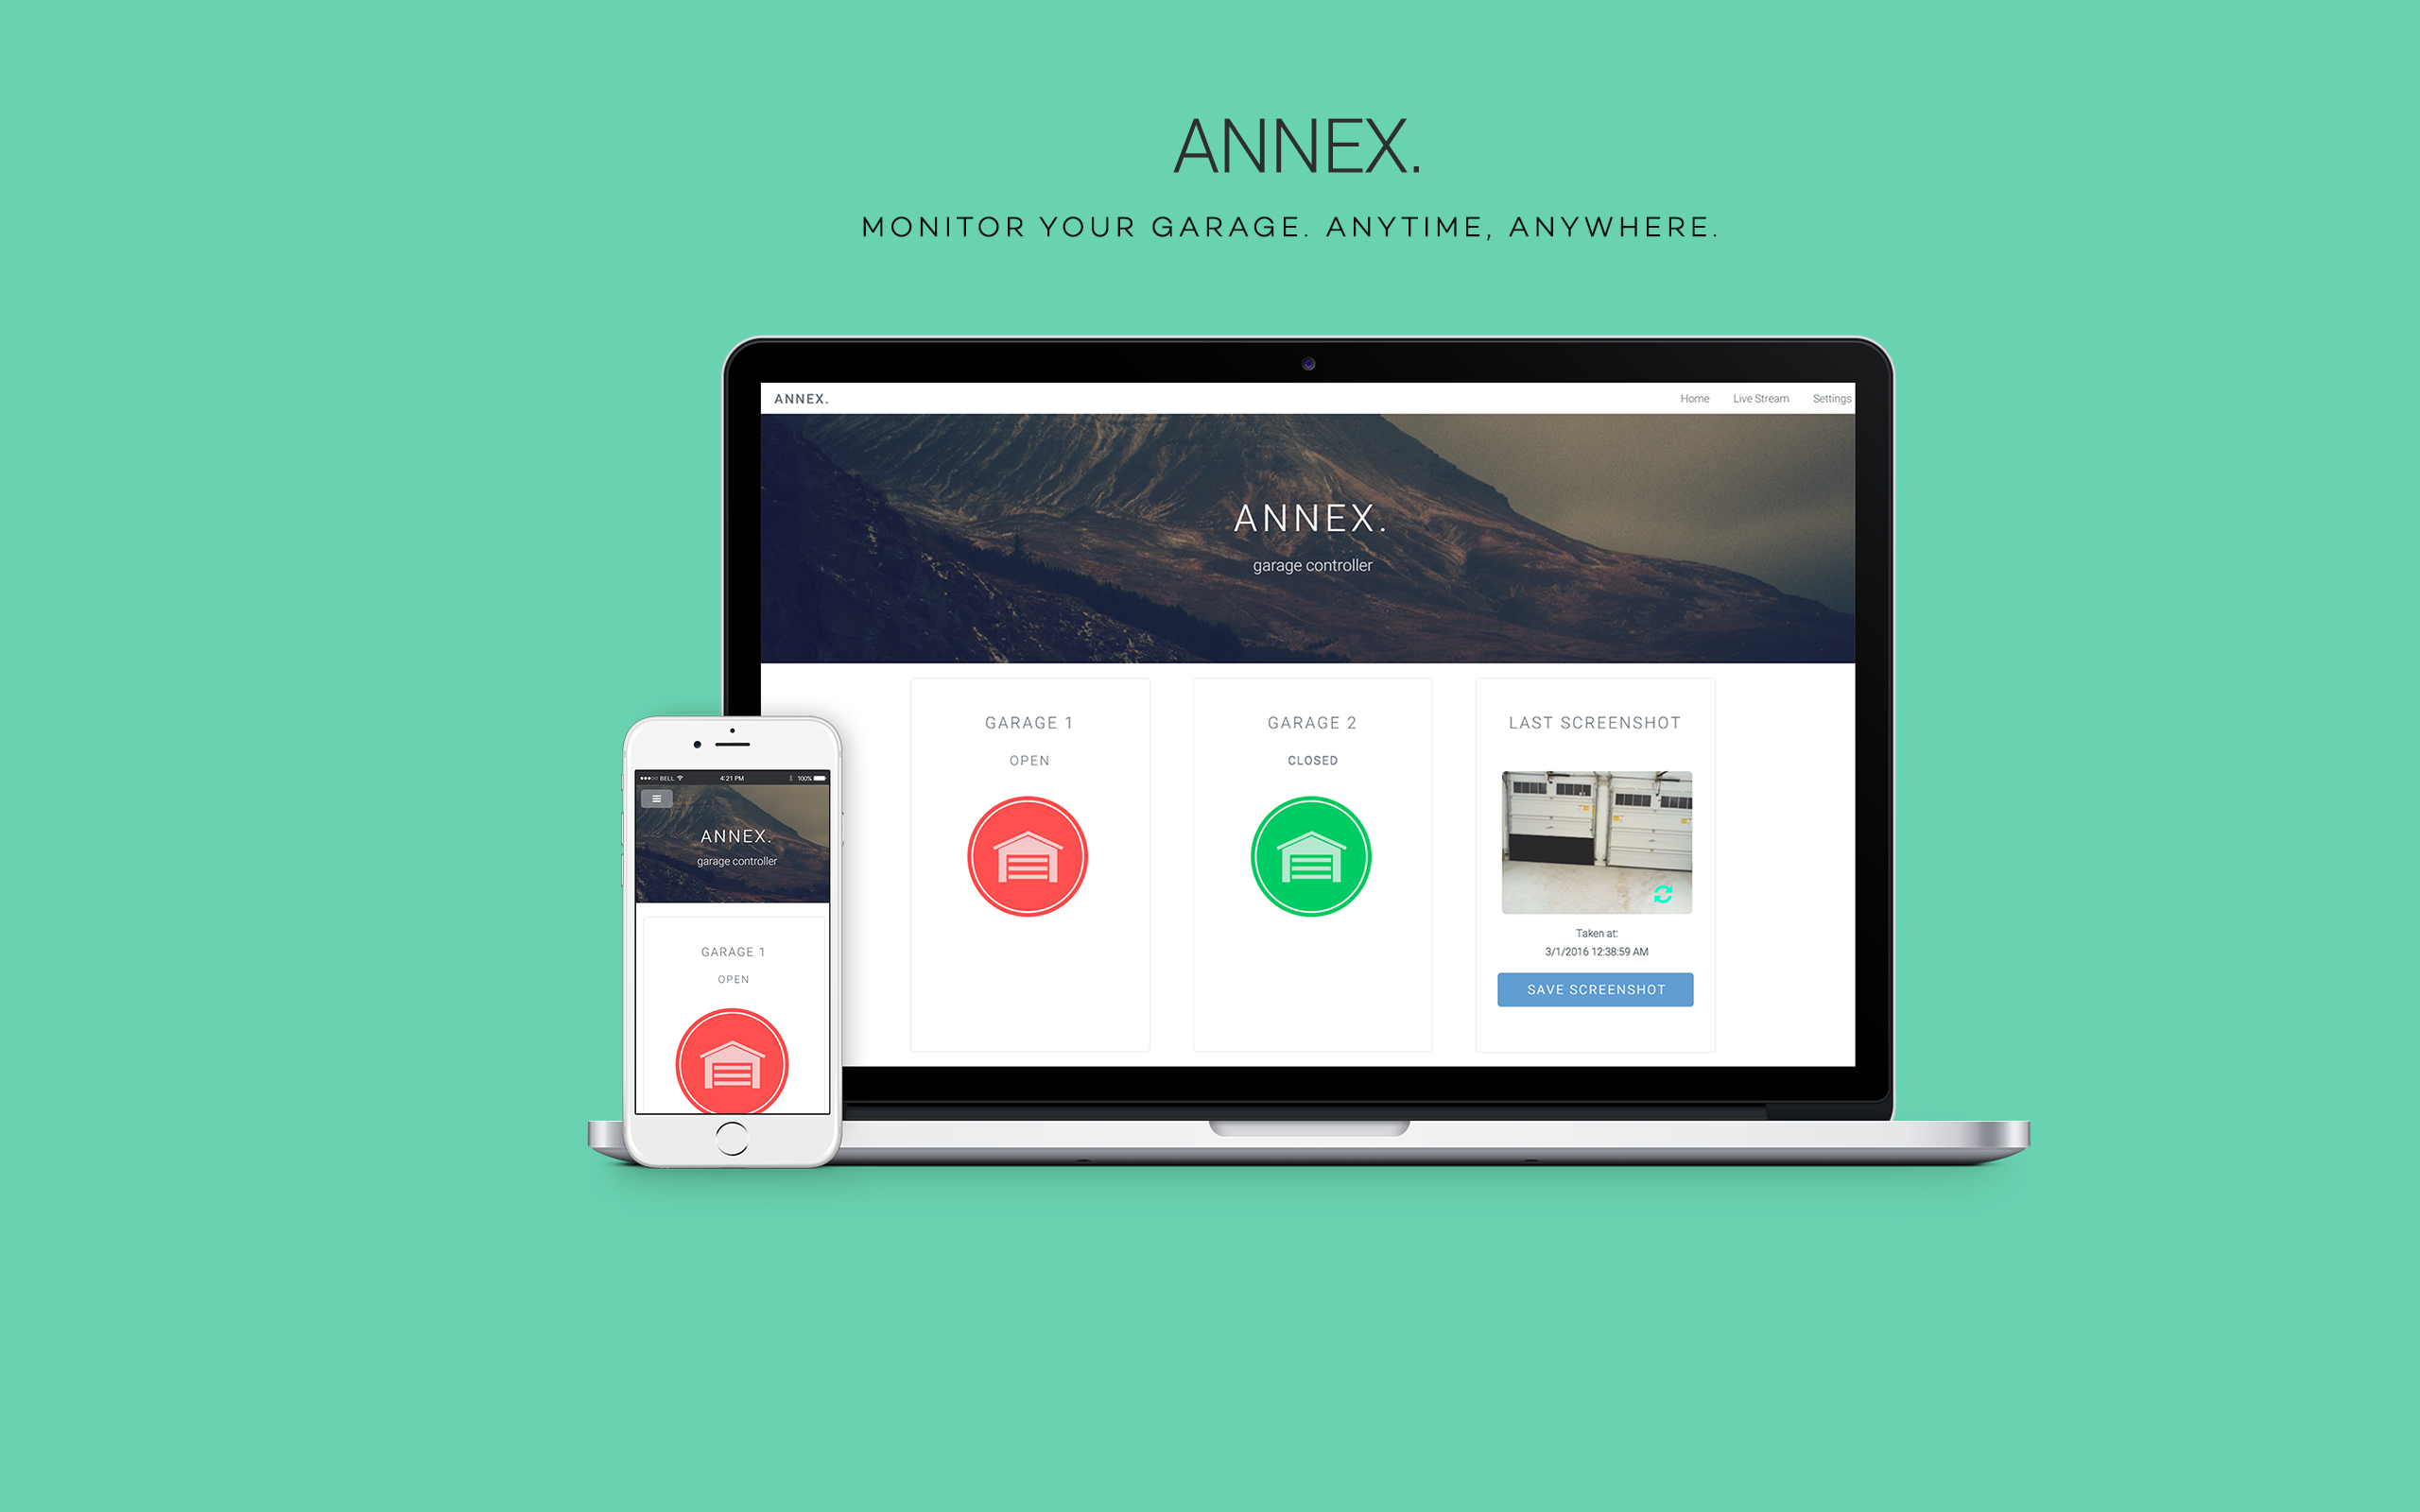 ANNEX.
MONITOR YOUR GARAGE. ANYTIME, ANYWHERE.
ANNEX.
Home Live Stream Settings
ANNEX.
garage controller
GARAGE 1
OPEN
GARAGE 2
CLOSED
LAST SCREENSHOT
Taken at:
3/1/2016 12:38:59 AM
SAVE SCREENSHOT
BELL 4:21 PM 100%
ANNEX.
garage controller
GARAGE 1
OPEN